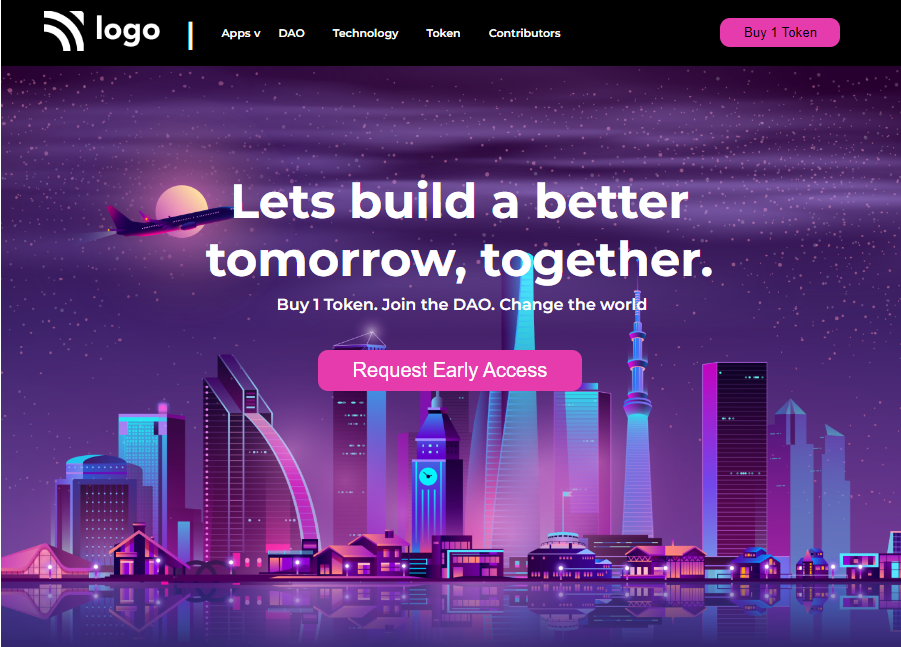 logo
Apps v DAO Technology Token Contributors
Buy 1 Token
Lets build a better
tomorrow, together.
Buy 1 Token. Join the DAO. Change the world
Request Early Access